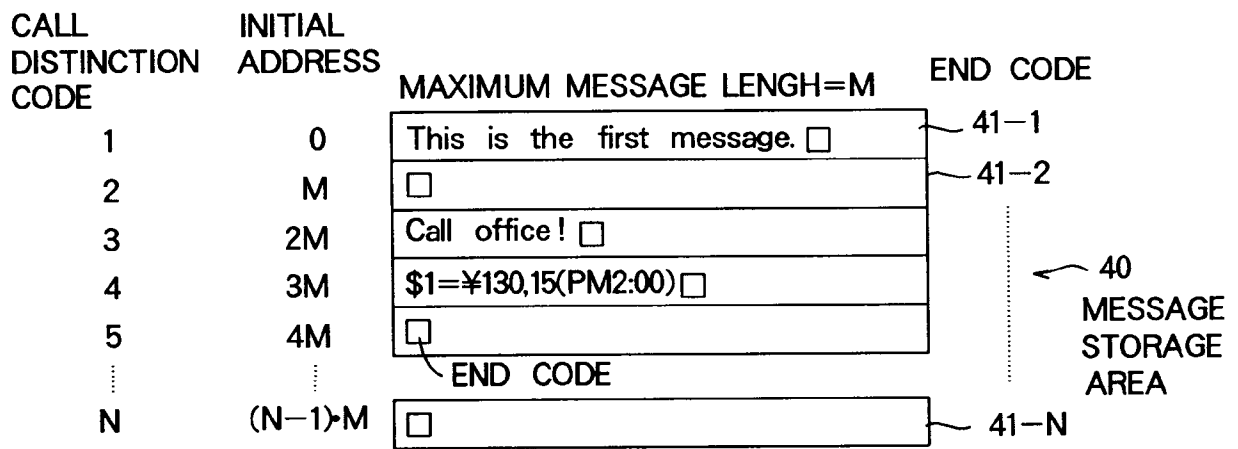 CALL DISTINCTION CODE
INITIAL ADDRESS
MAXIMUM MESSAGE LENGH=M
END CODE
1 0 This is the first message. □ 41-1
2 M □ 41-2
3 2M Call office! □
4 3M $1=¥130,15(PM2:00)□
5 4M □
END CODE
40
MESSAGE
STORAGE
AREA
N (N-1)·M □ 41-N